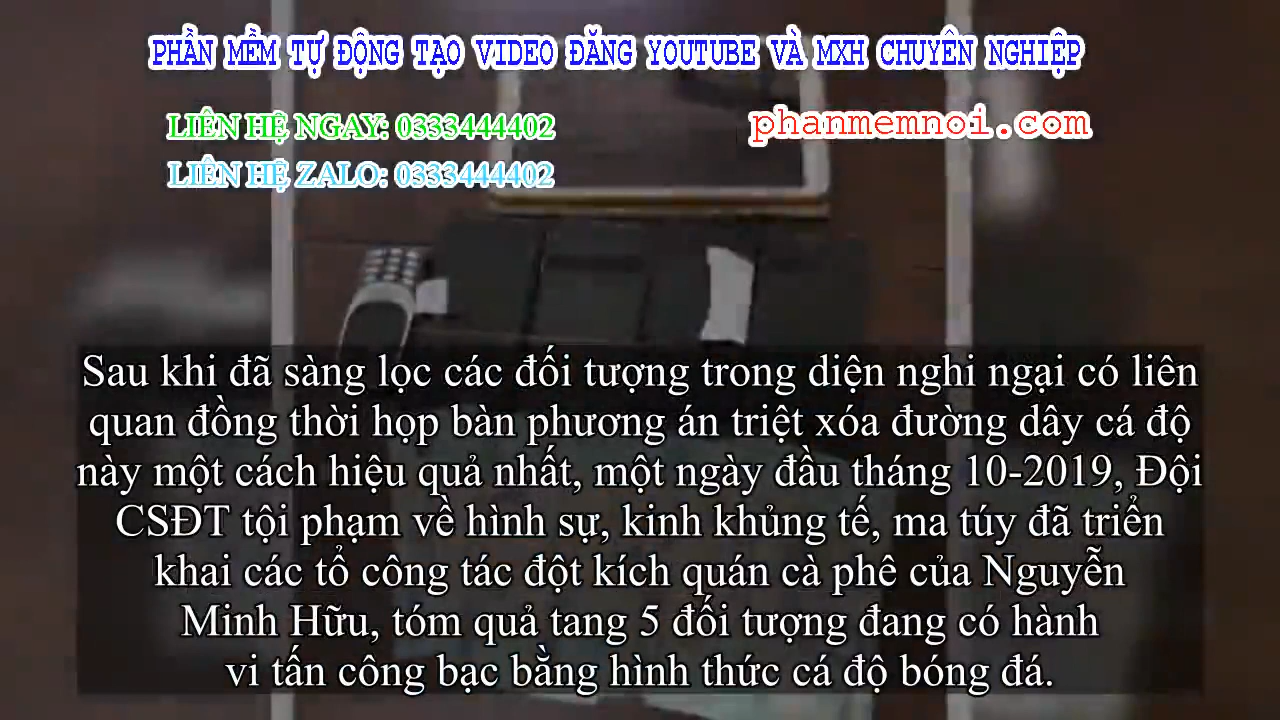 PHẦN MỀM TỰ ĐỘNG TẠO VIDEO ĐĂNG YOUTUBE VÀ MXH CHUYÊN NGHIỆP
LIÊN HỆ NGAY: 0333444402
phanmemnoi.com
LIÊN HỆ ZALO: 0333444402
Sau khi đã sàng lọc các đối tượng trong diện nghi ngại có liên
quan đồng thời họp bàn phương án triệt xóa đường dây cá độ
này một cách hiệu quả nhất, một ngày đầu tháng 10-2019, Đội
CSĐT tội phạm về hình sự, kinh khủng tế, ma túy đã triển
khai các tổ công tác đột kích quán cà phê của Nguyễn
Minh Hữu, tóm quả tang 5 đối tượng đang có hành
vi tấn công bạc bằng hình thức cá độ bóng đá.